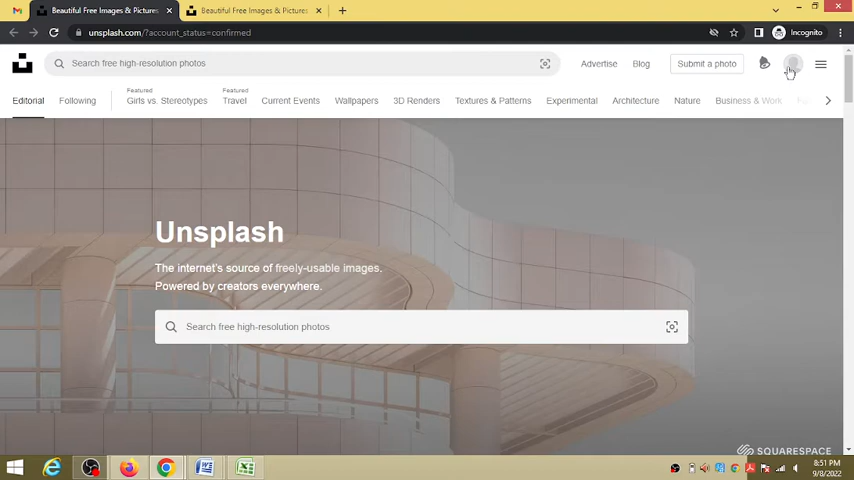 Beautiful Free Images & Pictures
Beautiful Free Images & Pictures
unsplash.com/?account_status=confirmed
Incognito
Search free high-resolution photos
Advertise
Blog
Submit a photo
Editorial
Following
Featured
Girls vs. Stereotypes
Featured
Travel
Current Events
Wallpapers
3D Renders
Textures & Patterns
Experimental
Architecture
Nature
Business & Work
Unsplash
The internet's source of freely-usable images.
Powered by creators everywhere.
Search free high-resolution photos
SQUARESPACE
8:51 PM
9/8/2022